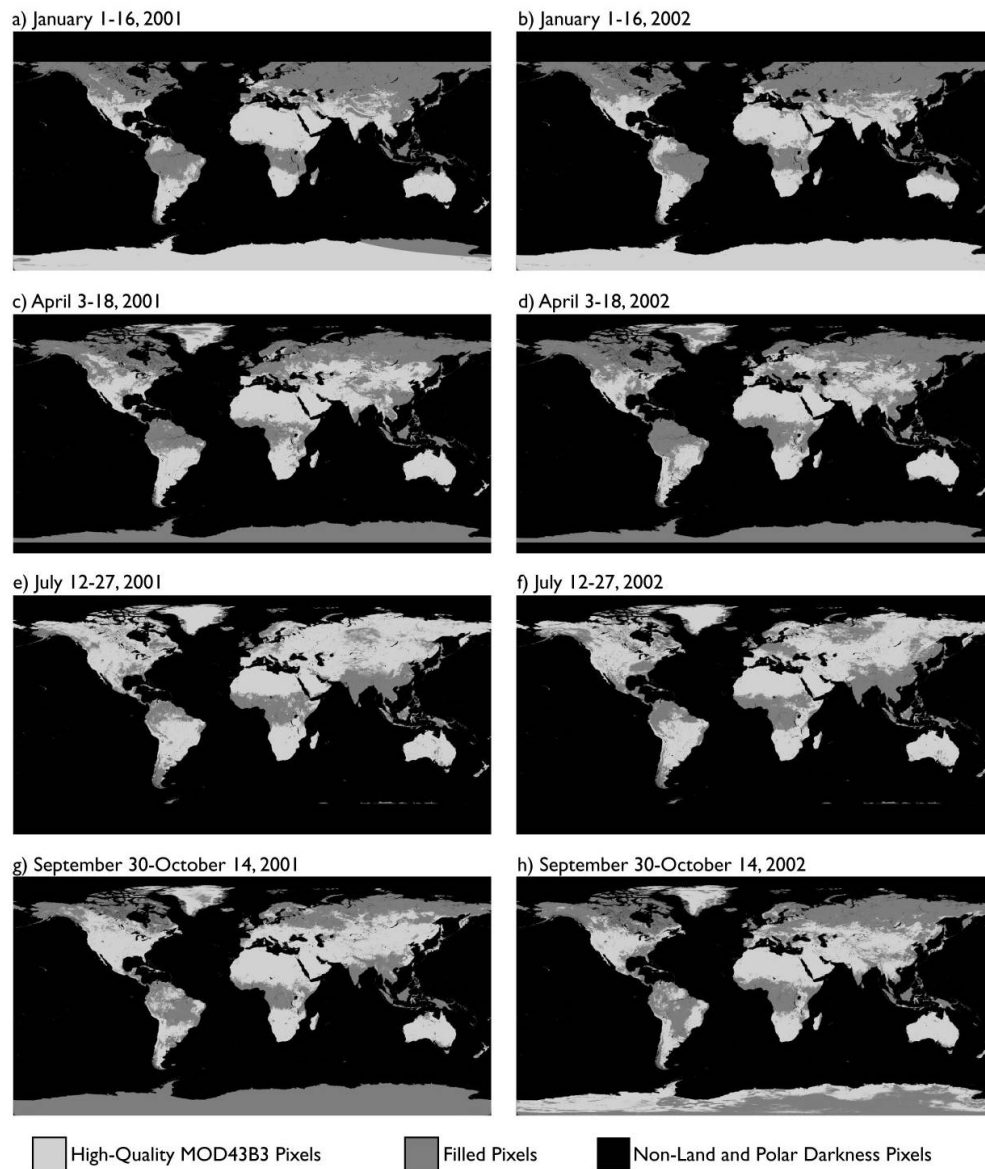 a) January 1-16, 2001
b) January 1-16, 2002
c) April 3-18, 2001
d) April 3-18, 2002
e) July 12-27, 2001
f) July 12-27, 2002
g) September 30-October 14, 2001
h) September 30-October 14, 2002
High-Quality MOD43B3 Pixels
Filled Pixels
Non-Land and Polar Darkness Pixels